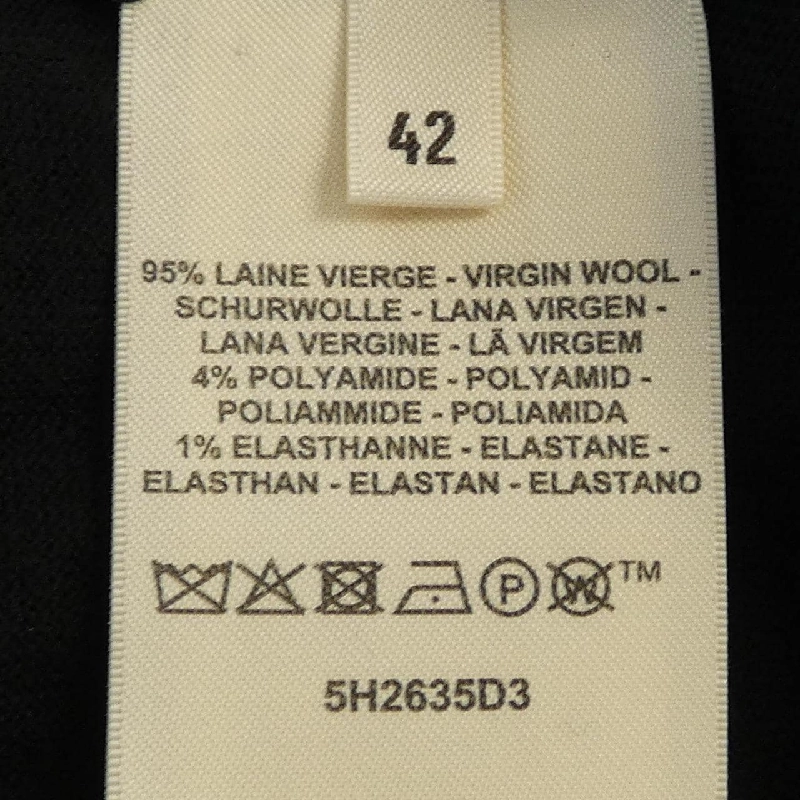 42
95% LAINE VIERGE - VIRGIN WOOL -
SCHURWOLLE - LANA VIRGEN -
LANA VERGINE - LÃ VIRGEM
4% POLYAMIDE - POLYAMID -
POLIAMMIDE - POLIAMIDA
1% ELASTHANNE - ELASTANE -
ELASTHAN - ELASTAN - ELASTANO
P W TM
5H2635D3